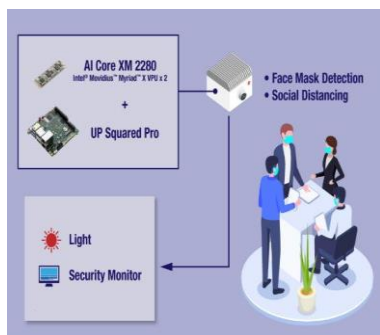 AI Core XM 2280
Intel® Movidius™ Myriad™ X VPU x 2
+
UP Squared Pro
• Face Mask Detection
• Social Distancing
Light
Security Monitor